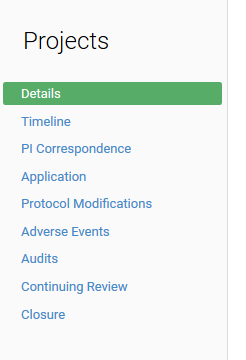 Projects
Details
Timeline
PI Correspondence
Application
Protocol Modifications
Adverse Events
Audits
Continuing Review
Closure